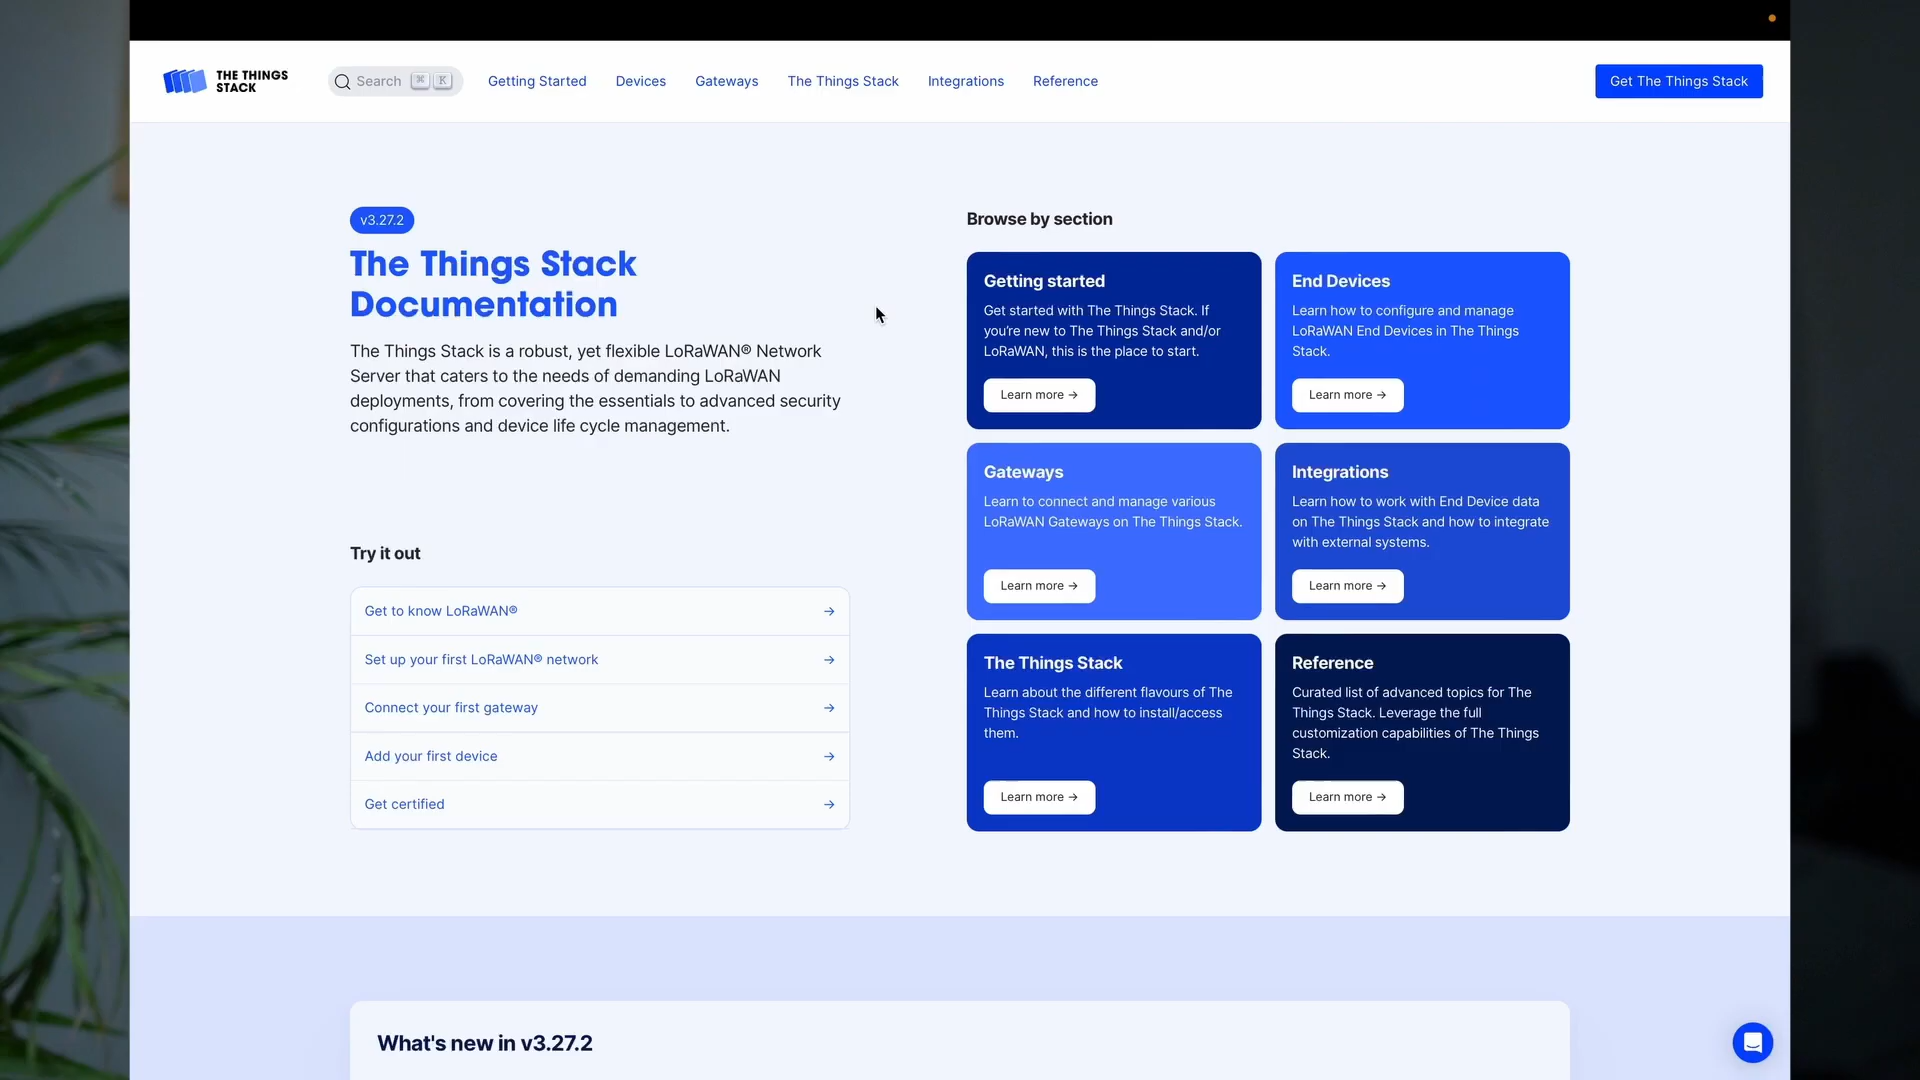 THE THINGS
STACK
Search ⌘ K
Getting Started
Devices
Gateways
The Things Stack
Integrations
Reference
Get The Things Stack
v3.27.2
The Things Stack
Documentation
The Things Stack is a robust, yet flexible LoRaWAN® Network
Server that caters to the needs of demanding LoRaWAN
deployments, from covering the essentials to advanced security
configurations and device life cycle management.
Try it out
Get to know LoRaWAN® →
Set up your first LoRaWAN® network →
Connect your first gateway →
Add your first device →
Get certified →
Browse by section
Getting started
Get started with The Things Stack. If
you're new to The Things Stack and/or
LoRaWAN, this is the place to start.
Learn more →
End Devices
Learn how to configure and manage
LoRaWAN End Devices in The Things
Stack.
Learn more →
Gateways
Learn to connect and manage various
LoRaWAN Gateways on The Things Stack.
Learn more →
Integrations
Learn how to work with End Device data
on The Things Stack and how to integrate
with external systems.
Learn more →
The Things Stack
Learn about the different flavours of The
Things Stack and how to install/access
them.
Learn more →
Reference
Curated list of advanced topics for The
Things Stack. Leverage the full
customization capabilities of The Things
Stack.
Learn more →
What's new in v3.27.2